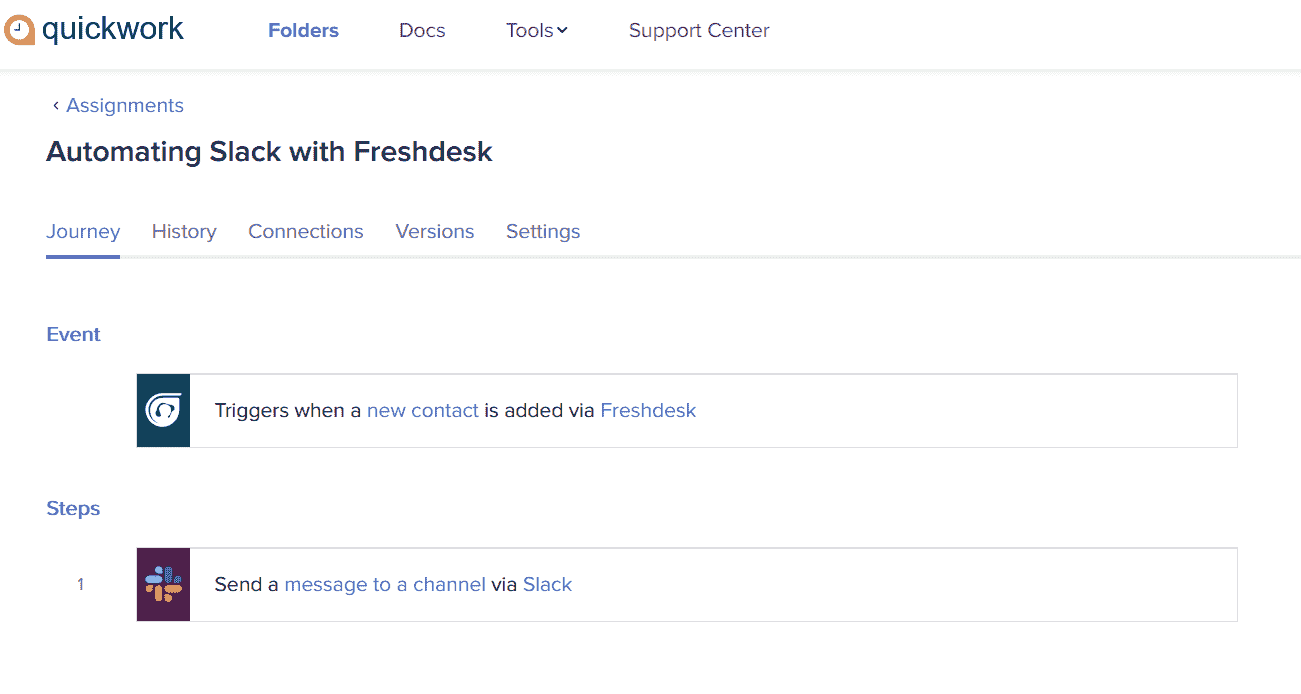 quickwork Folders Docs Tools Support Center
‹ Assignments
Automating Slack with Freshdesk
Journey History Connections Versions Settings
Event
Triggers when a new contact is added via Freshdesk
Steps
1 Send a message to a channel via Slack